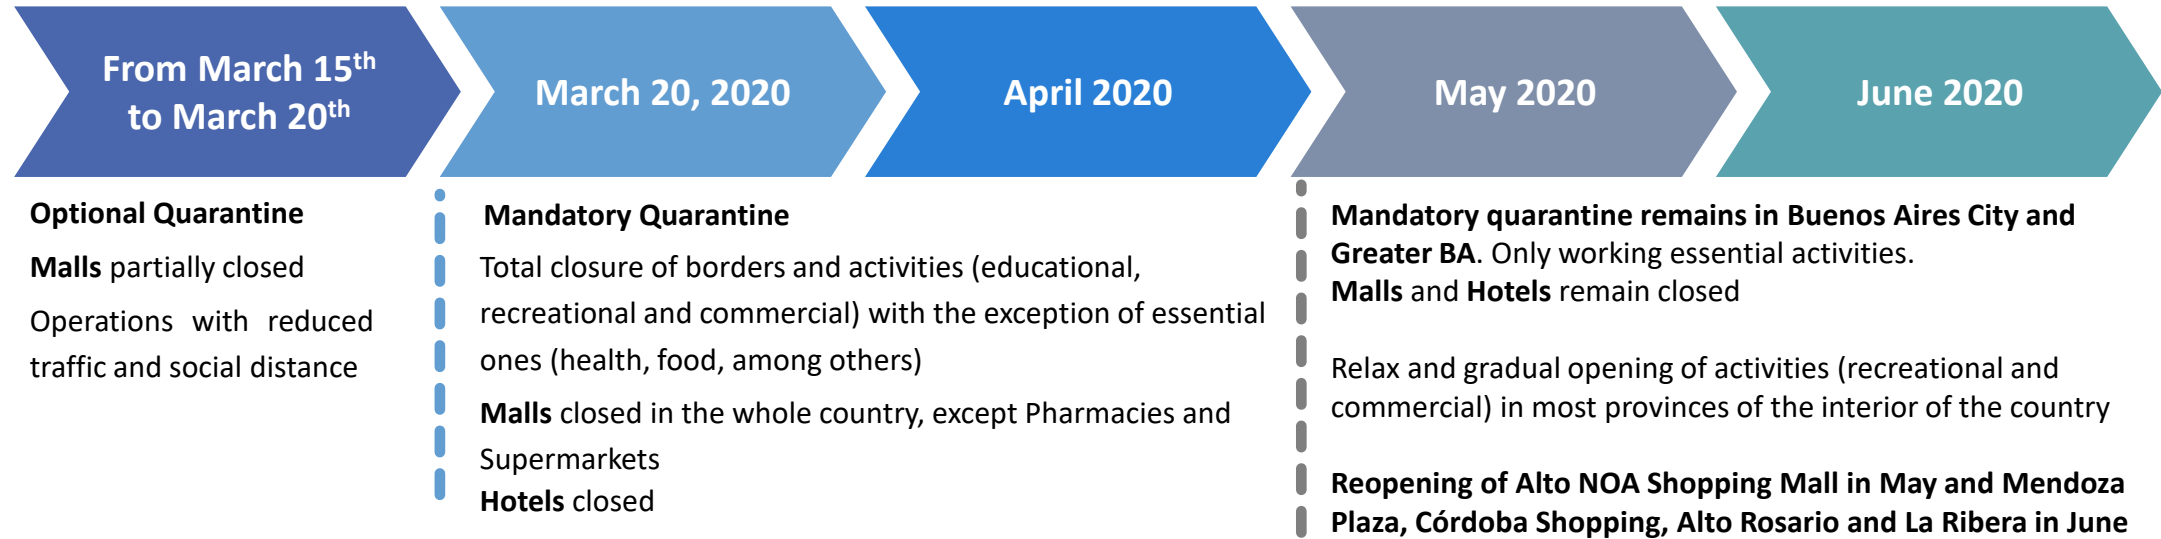 From March 15th
to March 20th
March 20, 2020
April 2020
May 2020
June 2020
Optional Quarantine
Malls partially closed
Operations with reduced
traffic and social distance
Mandatory Quarantine
Total closure of borders and activities (educational,
recreational and commercial) with the exception of essential
ones (health, food, among others)
Malls closed in the whole country, except Pharmacies and
Supermarkets
Hotels closed
Mandatory quarantine remains in Buenos Aires City and
Greater BA. Only working essential activities.
Malls and Hotels remain closed
Relax and gradual opening of activities (recreational and
commercial) in most provinces of the interior of the country
Reopening of Alto NOA Shopping Mall in May and Mendoza
Plaza, Córdoba Shopping, Alto Rosario and La Ribera in June